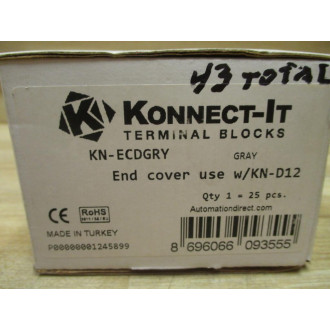 43 TOTAL
KONNECT-IT
TERMINAL BLOCKS
KN-ECDGRY GRAY
End cover use w/KN-D12
Qty 1 = 25 pcs.
Automationdirect.com
CE RoHS
MADE IN TURKEY
P00000001245899
8 696066 093555